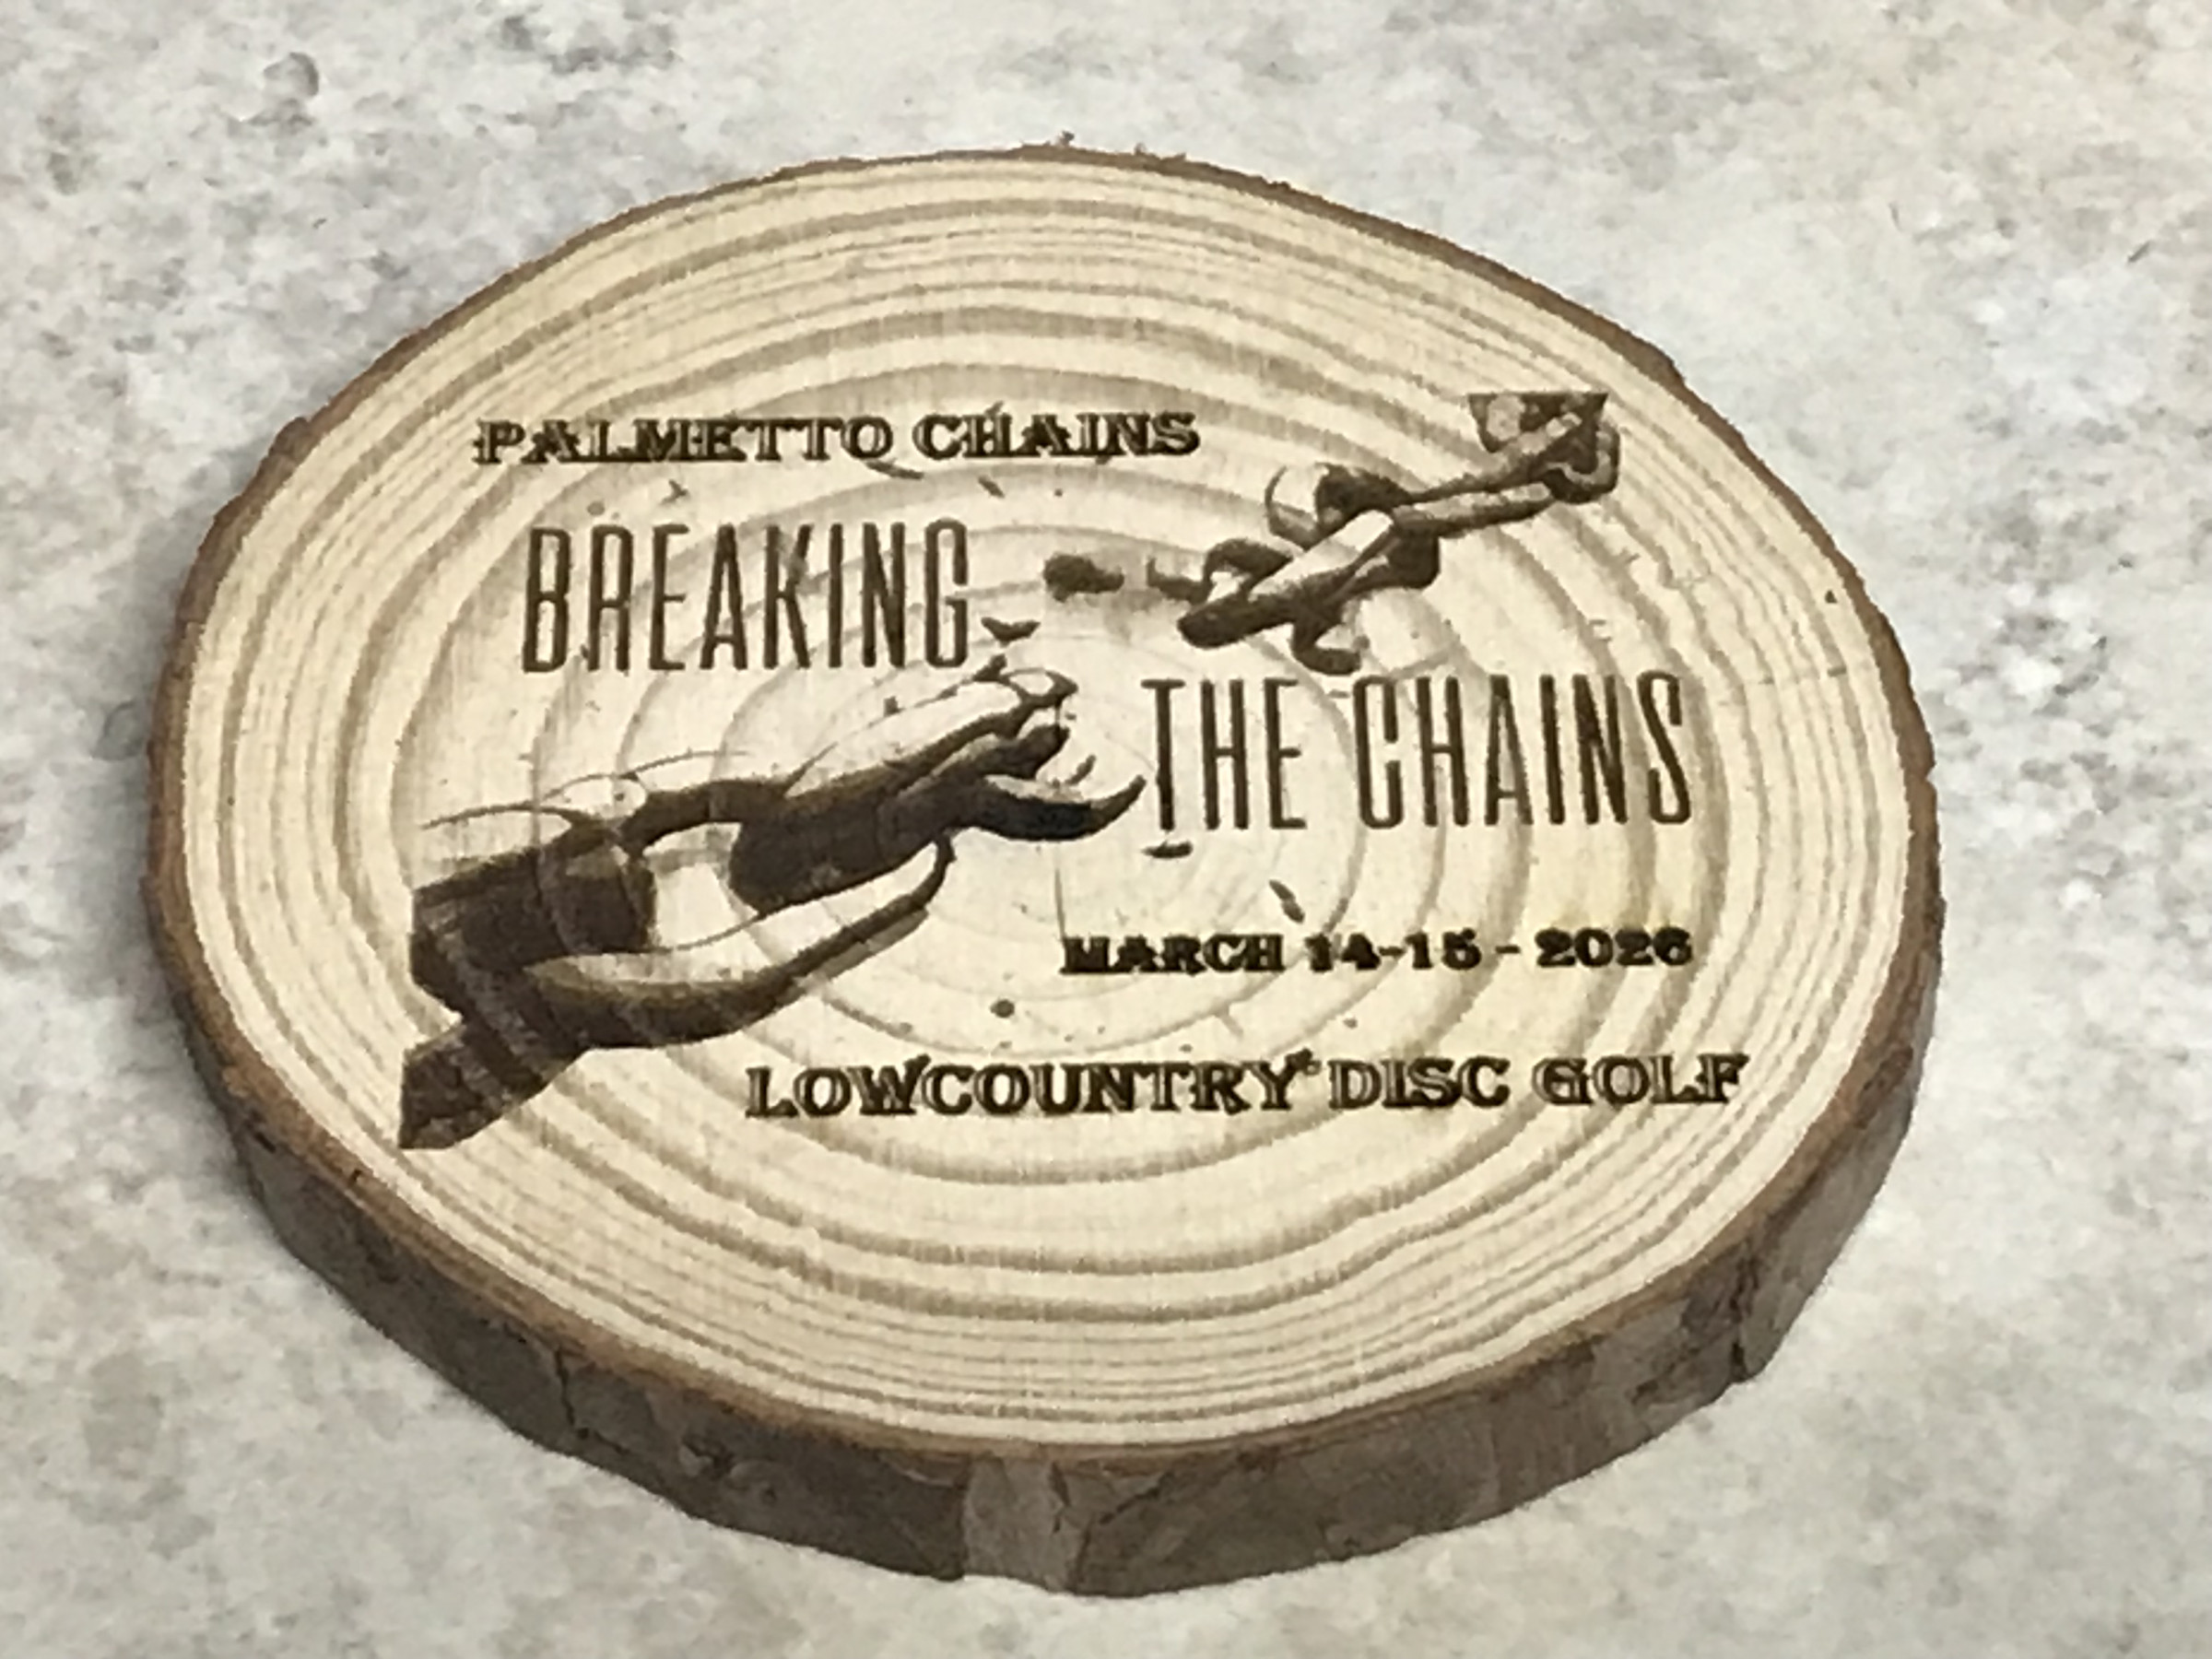 PALMETTO CHAINS
BREAKING
THE CHAINS
MARCH 14-15 - 2026
LOWCOUNTRY DISC GOLF